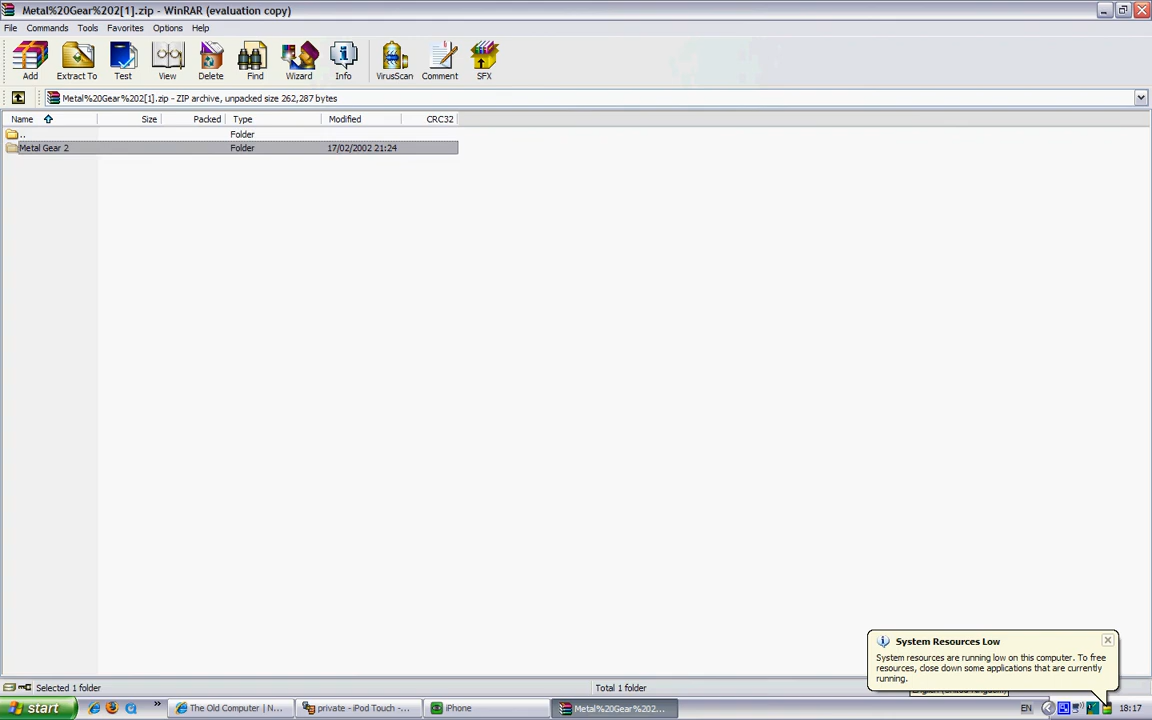 Metal%20Gear%202[1].zip - WinRAR (evaluation copy)
File Commands Tools Favorites Options Help
Add Extract To Test View Delete Find Wizard Info VirusScan Comment SFX
Metal%20Gear%202[1].zip - ZIP archive, unpacked size 262,287 bytes
Name Size Packed Type Modified CRC32
.. Folder
Metal Gear 2 Folder 17/02/2002 21:24
System Resources Low
System resources are running low on this computer. To free
resources, close down some applications that are currently
running.
English (United Kingdom)
Selected 1 folder Total 1 folder
start The Old Computer | N... private - iPod Touch -... iPhone Metal%20Gear%202... EN 18:17